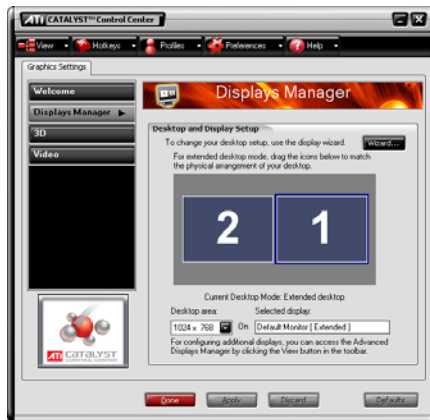 ATI CATALYST™ Control Center
View Hotkeys Profiles Preferences Help
Graphics Settings
Welcome
Displays Manager
3D
Video
Displays Manager
Desktop and Display Setup
To change your desktop setup, use the display wizard. Wizard...
For extended desktop mode, drag the icons below to match
the physical arrangement of your desktop.
2 1
Current Desktop Mode: Extended desktop
Desktop area: Selected display:
1024 x 768 On Default Monitor [ Extended ]
For configuring additional displays, you can access the Advanced
Displays Manager by clicking the View button in the toolbar.
ATI CATALYST
CONTROL CENTER
Done Apply Discard Defaults